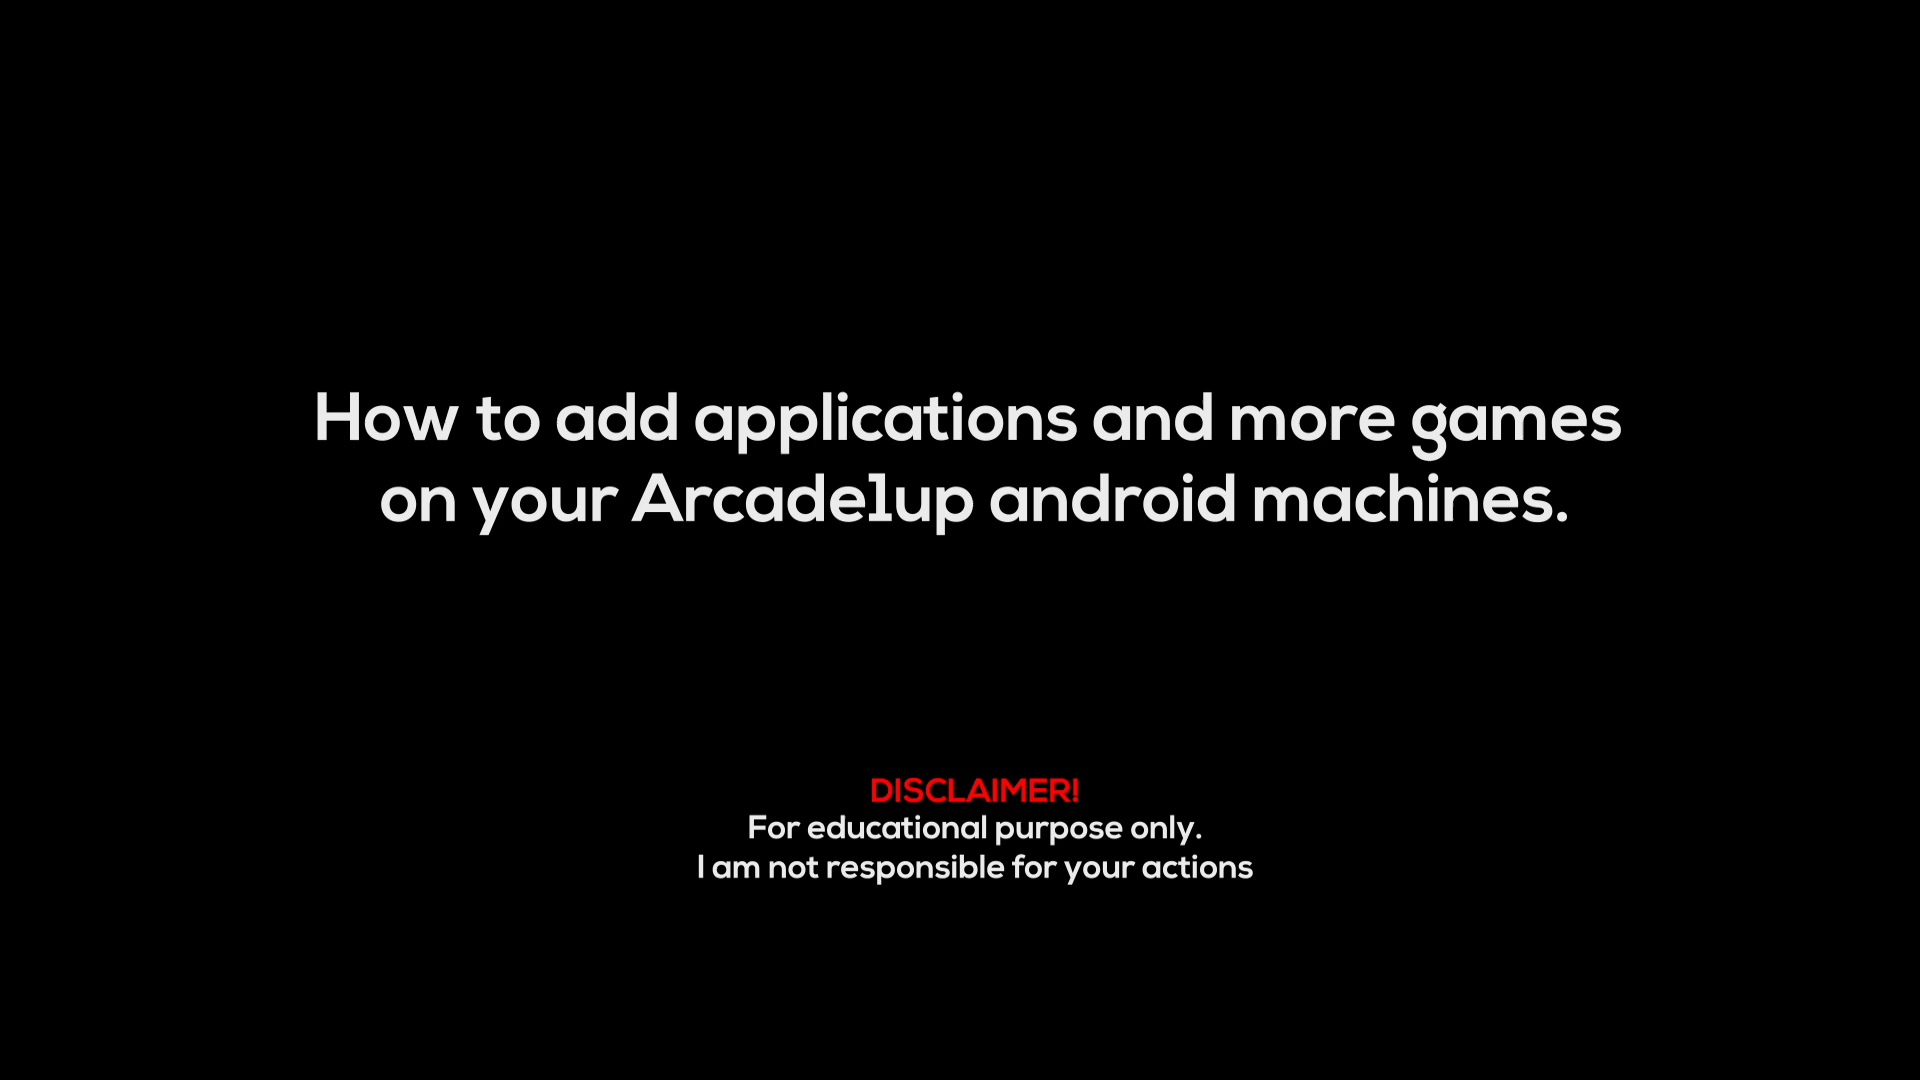 How to add applications and more games
on your Arcade1up android machines.
DISCLAIMER!
For educational purpose only.
I am not responsible for your actions